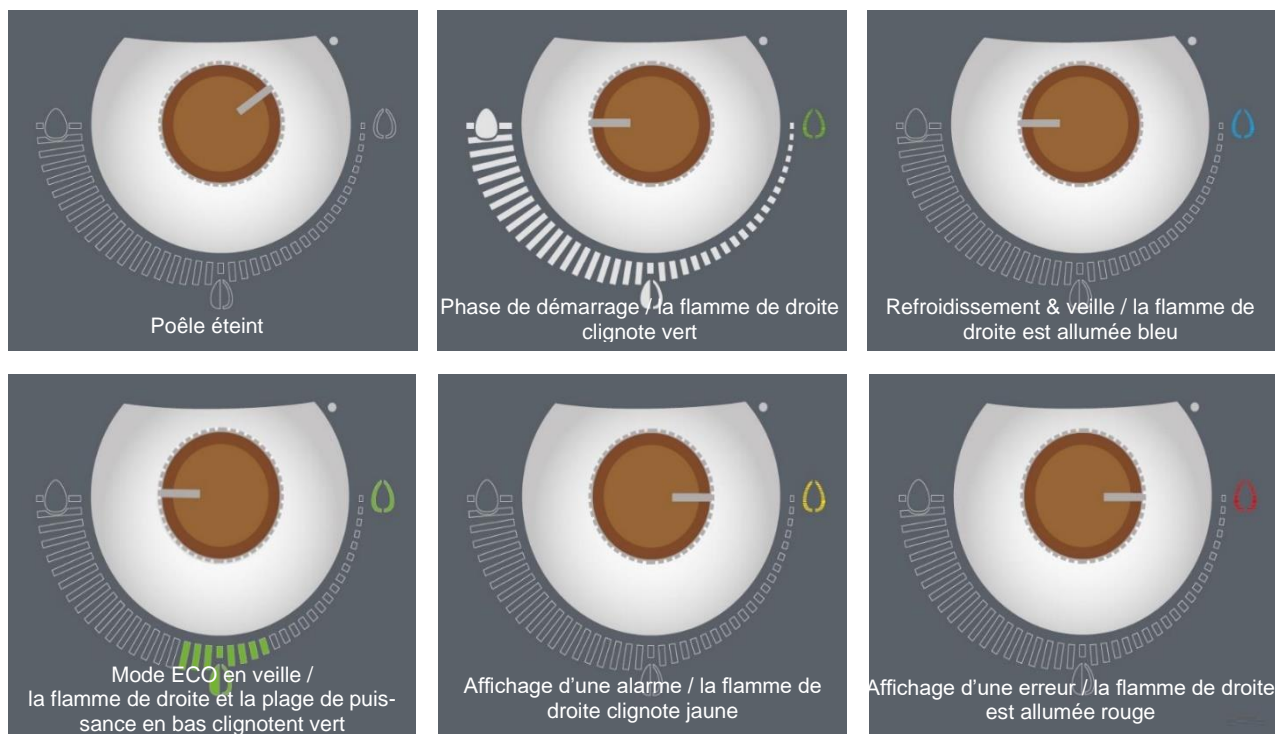 Poêle éteint
Phase de démarrage / la flamme de droite
clignote vert
Refroidissement & veille / la flamme de
droite est allumée bleu
Mode ECO en veille /
la flamme de droite et la plage de puis-
sance en bas clignotent vert
Affichage d'une alarme / la flamme de
droite clignote jaune
Affichage d'une erreur / la flamme de droite
est allumée rouge